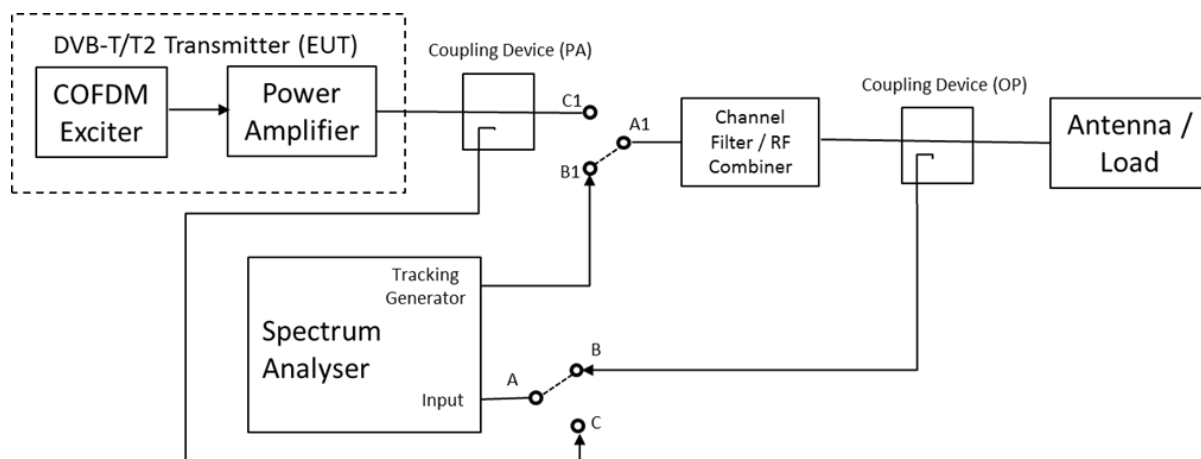 DVB-T/T2 Transmitter (EUT)
COFDM
Exciter
Power
Amplifier
Coupling Device (PA)
C1
A1
B1
Channel
Filter / RF
Combiner
Coupling Device (OP)
Antenna /
Load
Tracking
Generator
Spectrum
Analyser
Input
A
B
C